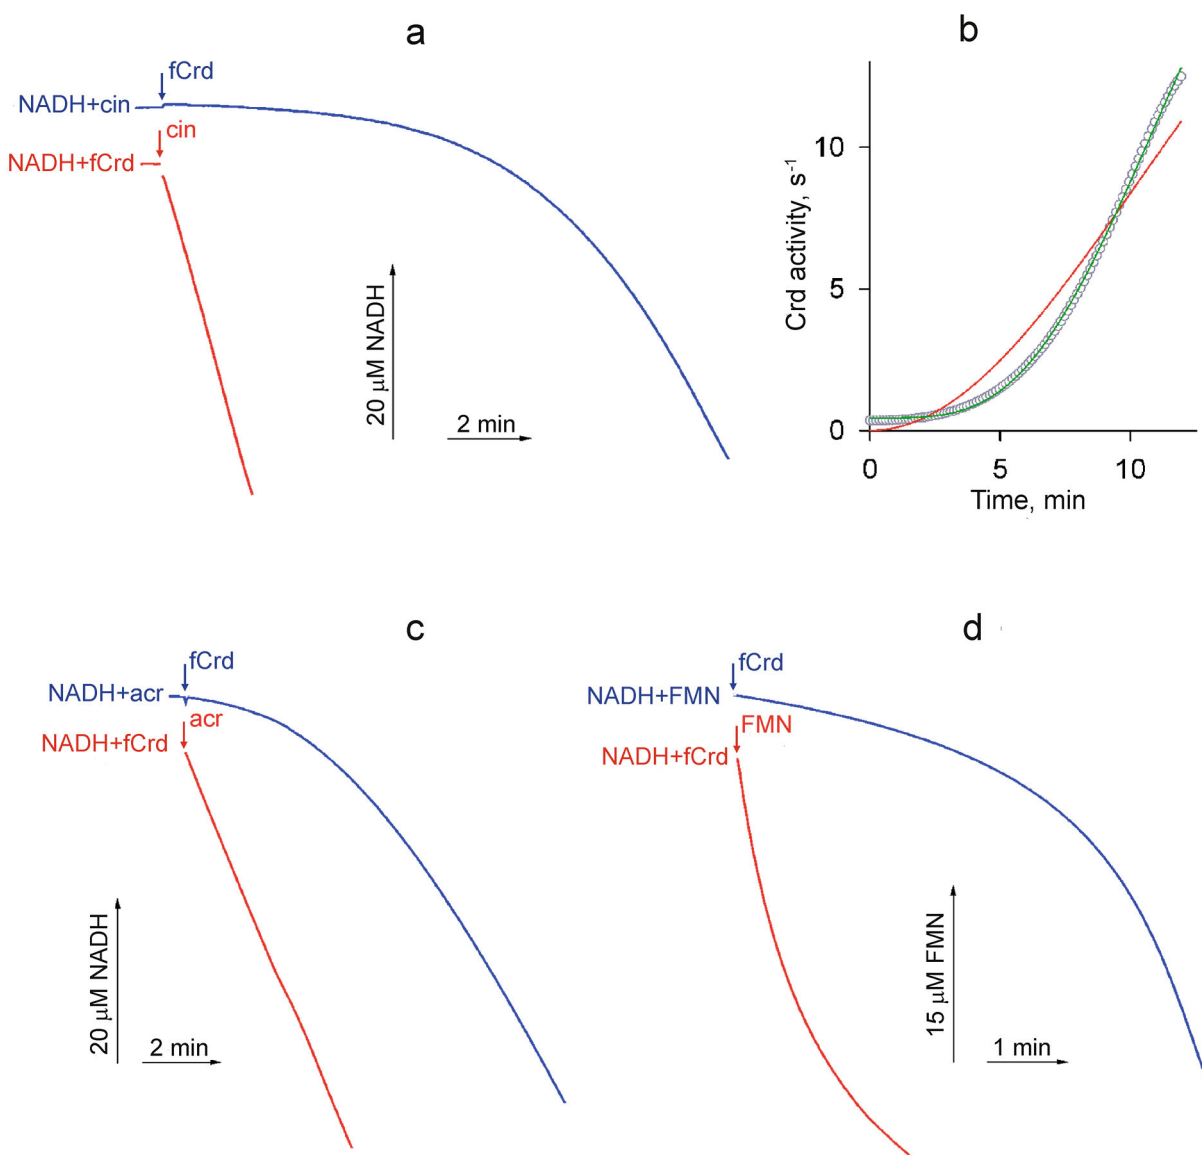 a
fCrd
NADH+cin
cin
NADH+fCrd
20 μM NADH
2 min
b
Crd activity, s⁻¹
10
5
0
0
5
10
Time, min
c
fCrd
NADH+acr
acr
NADH+fCrd
20 μM NADH
2 min
d
fCrd
NADH+FMN
FMN
NADH+fCrd
15 μM FMN
1 min